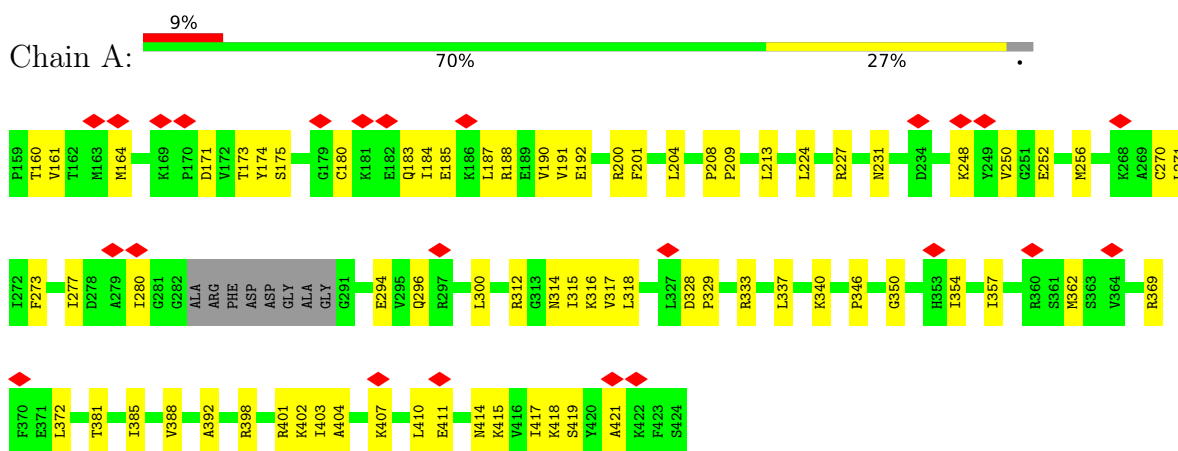 9%
Chain A:
70% 27% •
P159 T160 V161 T162 M163 M164 K169 P170 D171 V172 T173 Y174 S175 G179 C180 K181 E182 Q183 I184 E185 K186 L187 R188 E189 V190 V191 E192 R200 F201 L204 P208 P209 L213 L224 R227 N231 D234 K248 Y249 V250 G251 E252 M256 K268 A269 C270
I272 F273 I277 D278 A279 I280 G281 G282 ALA ARG PHE ASP ASP GLY ALA GLY G291 E294 V295 Q296 R297 L300 R312 G313 N314 I315 K316 V317 L318 L327 D328 P329 R333 L337 K340 P346 G350 H353 I354 I357 R360 S361 M362 S363 V364 R369
F370 E371 L372 T381 I385 V388 A392 R398 R401 K402 I403 A404 K407 L410 E411 N414 K415 V416 I417 K418 S419 Y420 A421 K422 F423 S424